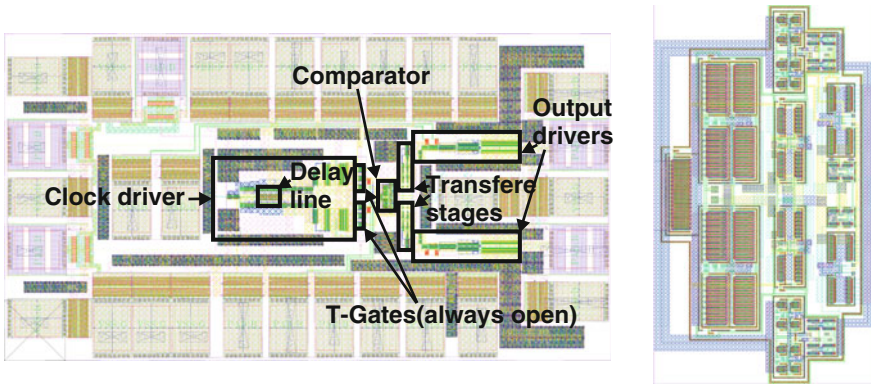 Comparator
Output
drivers
Delay
line
Clock driver
Transfere
stages
T-Gates(always open)